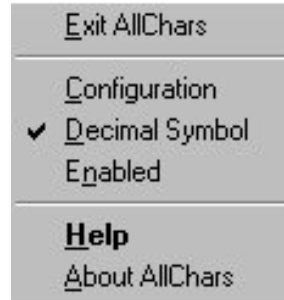 Exit AllChars
Configuration
Decimal Symbol
Enabled
Help
About AllChars